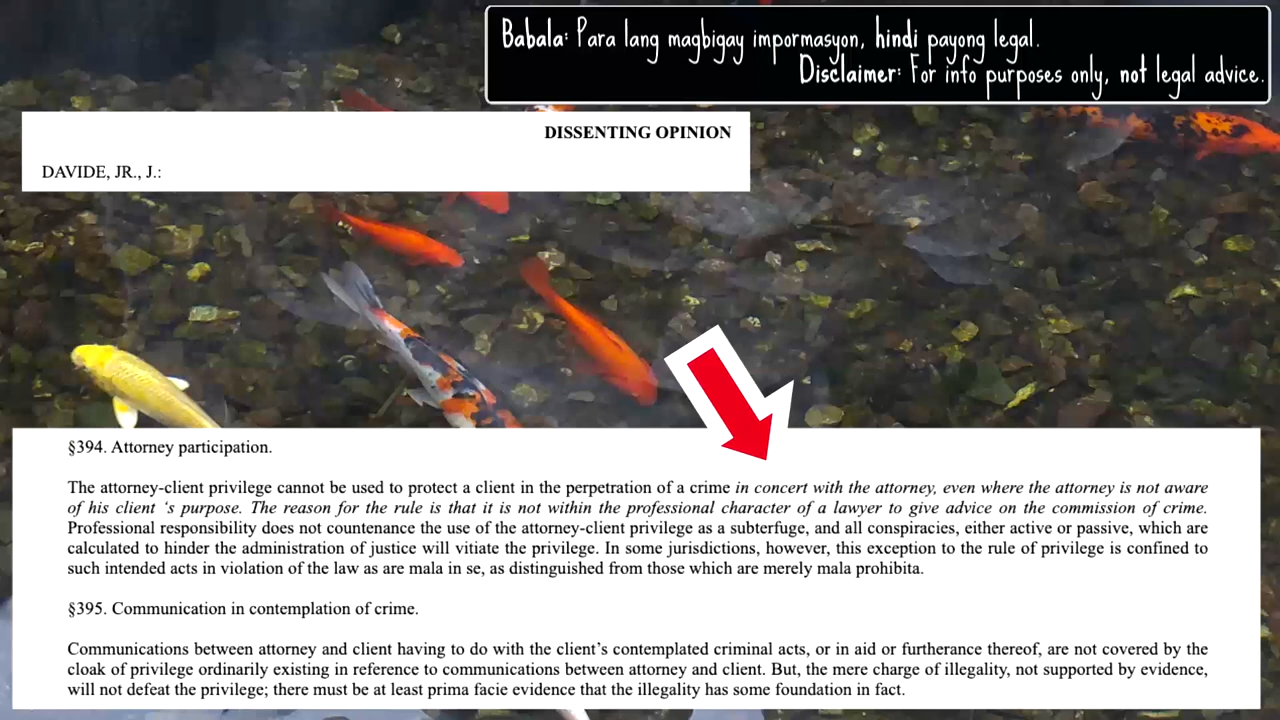 Babala: Para lang magbigay impormasyon, hindi payong legal.
Disclaimer: For info purposes only, not legal advice.
DISSENTING OPINION
DAVIDE, JR., J.:
§394. Attorney participation.
The attorney-client privilege cannot be used to protect a client in the perpetration of a crime in concert with the attorney, even where the attorney is not aware
of his client ‘s purpose. The reason for the rule is that it is not within the professional character of a lawyer to give advice on the commission of crime.
Professional responsibility does not countenance the use of the attorney-client privilege as a subterfuge, and all conspiracies, either active or passive, which are
calculated to hinder the administration of justice will vitiate the privilege. In some jurisdictions, however, this exception to the rule of privilege is confined to
such intended acts in violation of the law as are mala in se, as distinguished from those which are merely mala prohibita.
§395. Communication in contemplation of crime.
Communications between attorney and client having to do with the client’s contemplated criminal acts, or in aid or furtherance thereof, are not covered by the
cloak of privilege ordinarily existing in reference to communications between attorney and client. But, the mere charge of illegality, not supported by evidence,
will not defeat the privilege; there must be at least prima facie evidence that the illegality has some foundation in fact.